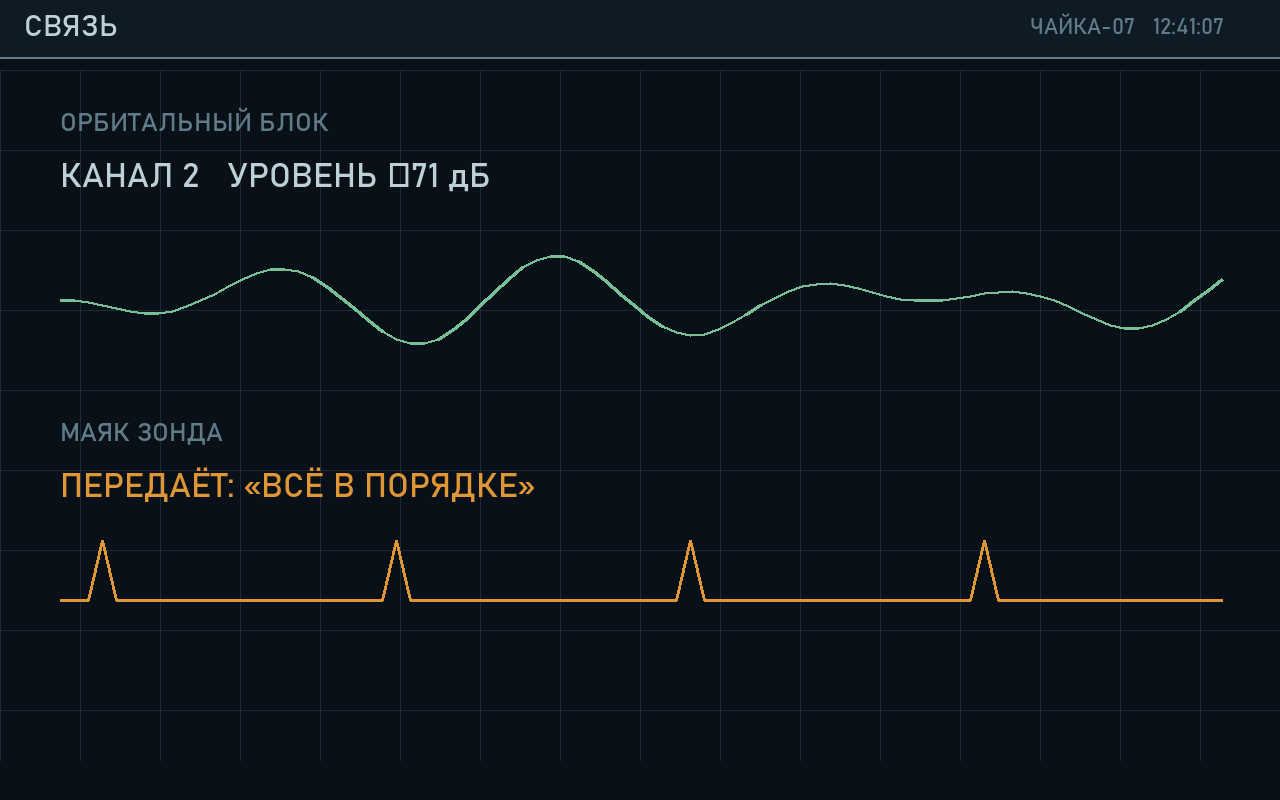 СВЯЗЬ
ЧАЙКА-07 12:41:07
ОРБИТАЛЬНЫЙ БЛОК
КАНАЛ 2 УРОВЕНЬ □71 дБ
МАЯК ЗОНДА
ПЕРЕДАЁТ: «ВСЁ В ПОРЯДКЕ»